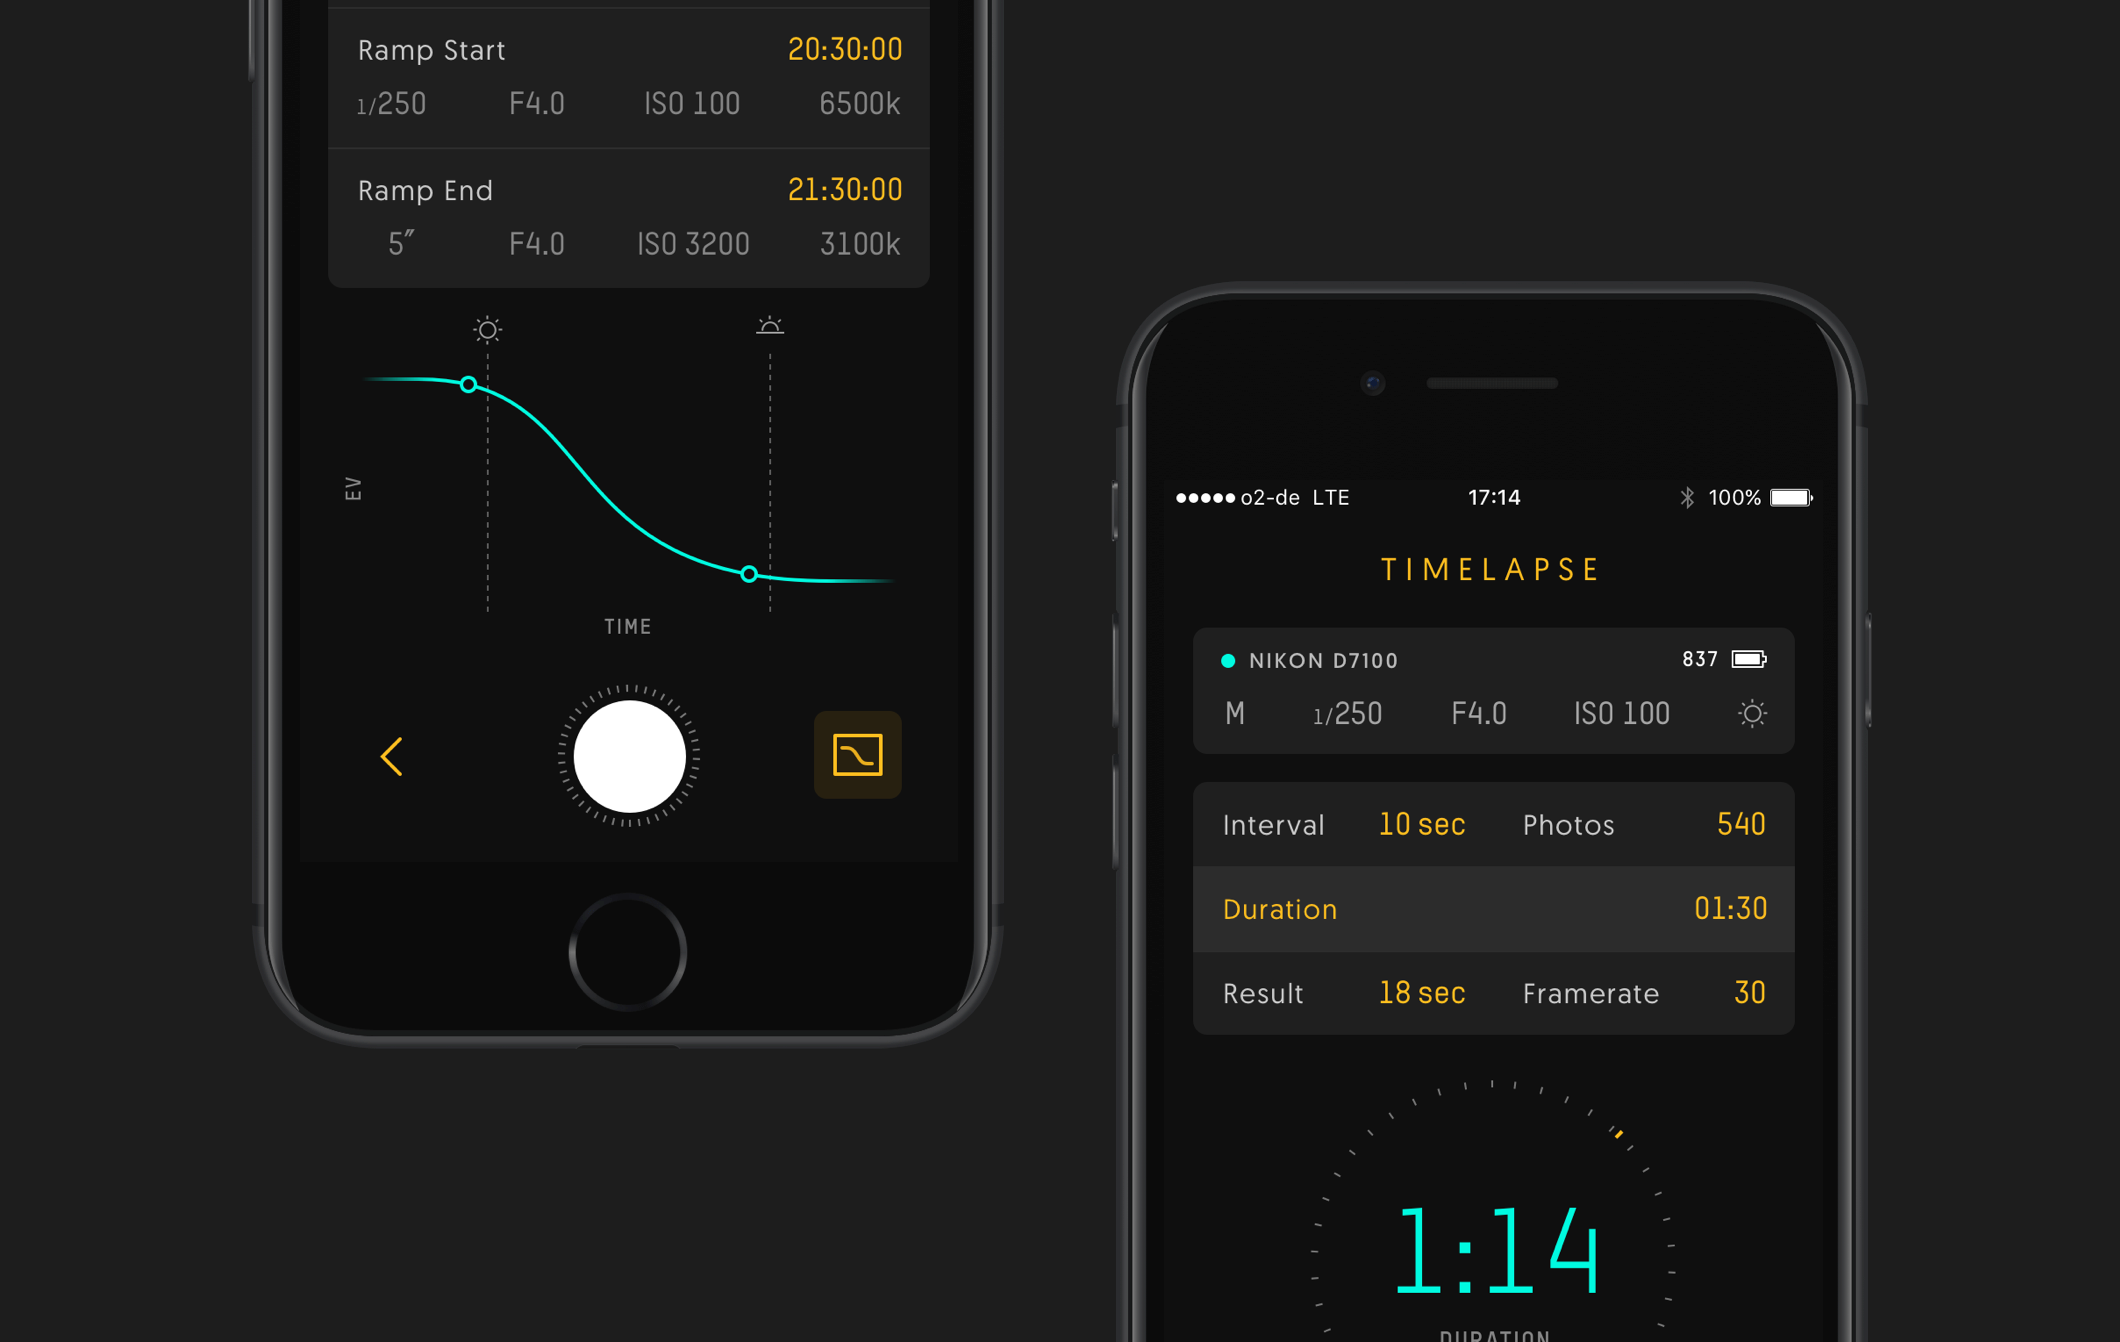 Ramp Start 20:30:00
1/250 F4.0 ISO 100 6500k
Ramp End 21:30:00
5″ F4.0 ISO 3200 3100k
EV
TIME
o2-de LTE 17:14 100%
TIMELAPSE
NIKON D7100 837
M 1/250 F4.0 ISO 100
Interval 10 sec Photos 540
Duration 01:30
Result 18 sec Framerate 30
1:14
DURATION